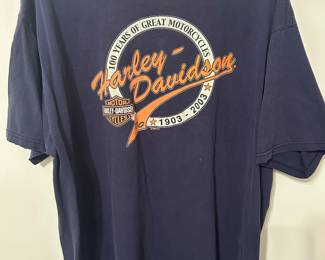 100 YEARS OF GREAT MOTORCYCLES
Harley-
Davidson
MOTOR
HARLEY-DAVIDSON
CYCLES
1903 - 2003